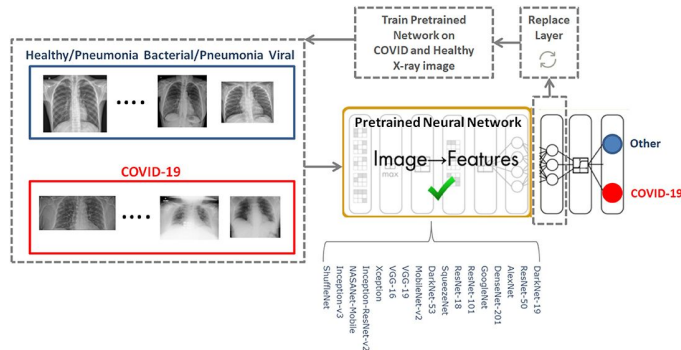 Train Pretrained
Network on
COVID and Healthy
X-ray image
Replace
Layer
Healthy/Pneumonia Bacterial/Pneumonia Viral
COVID-19
Pretrained Neural Network
Image→Features
max
Other
COVID-19
ShuffleNet
Inception-v3
NASANet-Mobile
Inception-ResNet-v2
Xception
VGG-16
VGG-19
MobileNet-v2
DarkNet-53
SqueezeNet
ResNet-18
ResNet-101
GoogleNet
DenseNet-201
AlexNet
ResNet-50
DarkNet-19